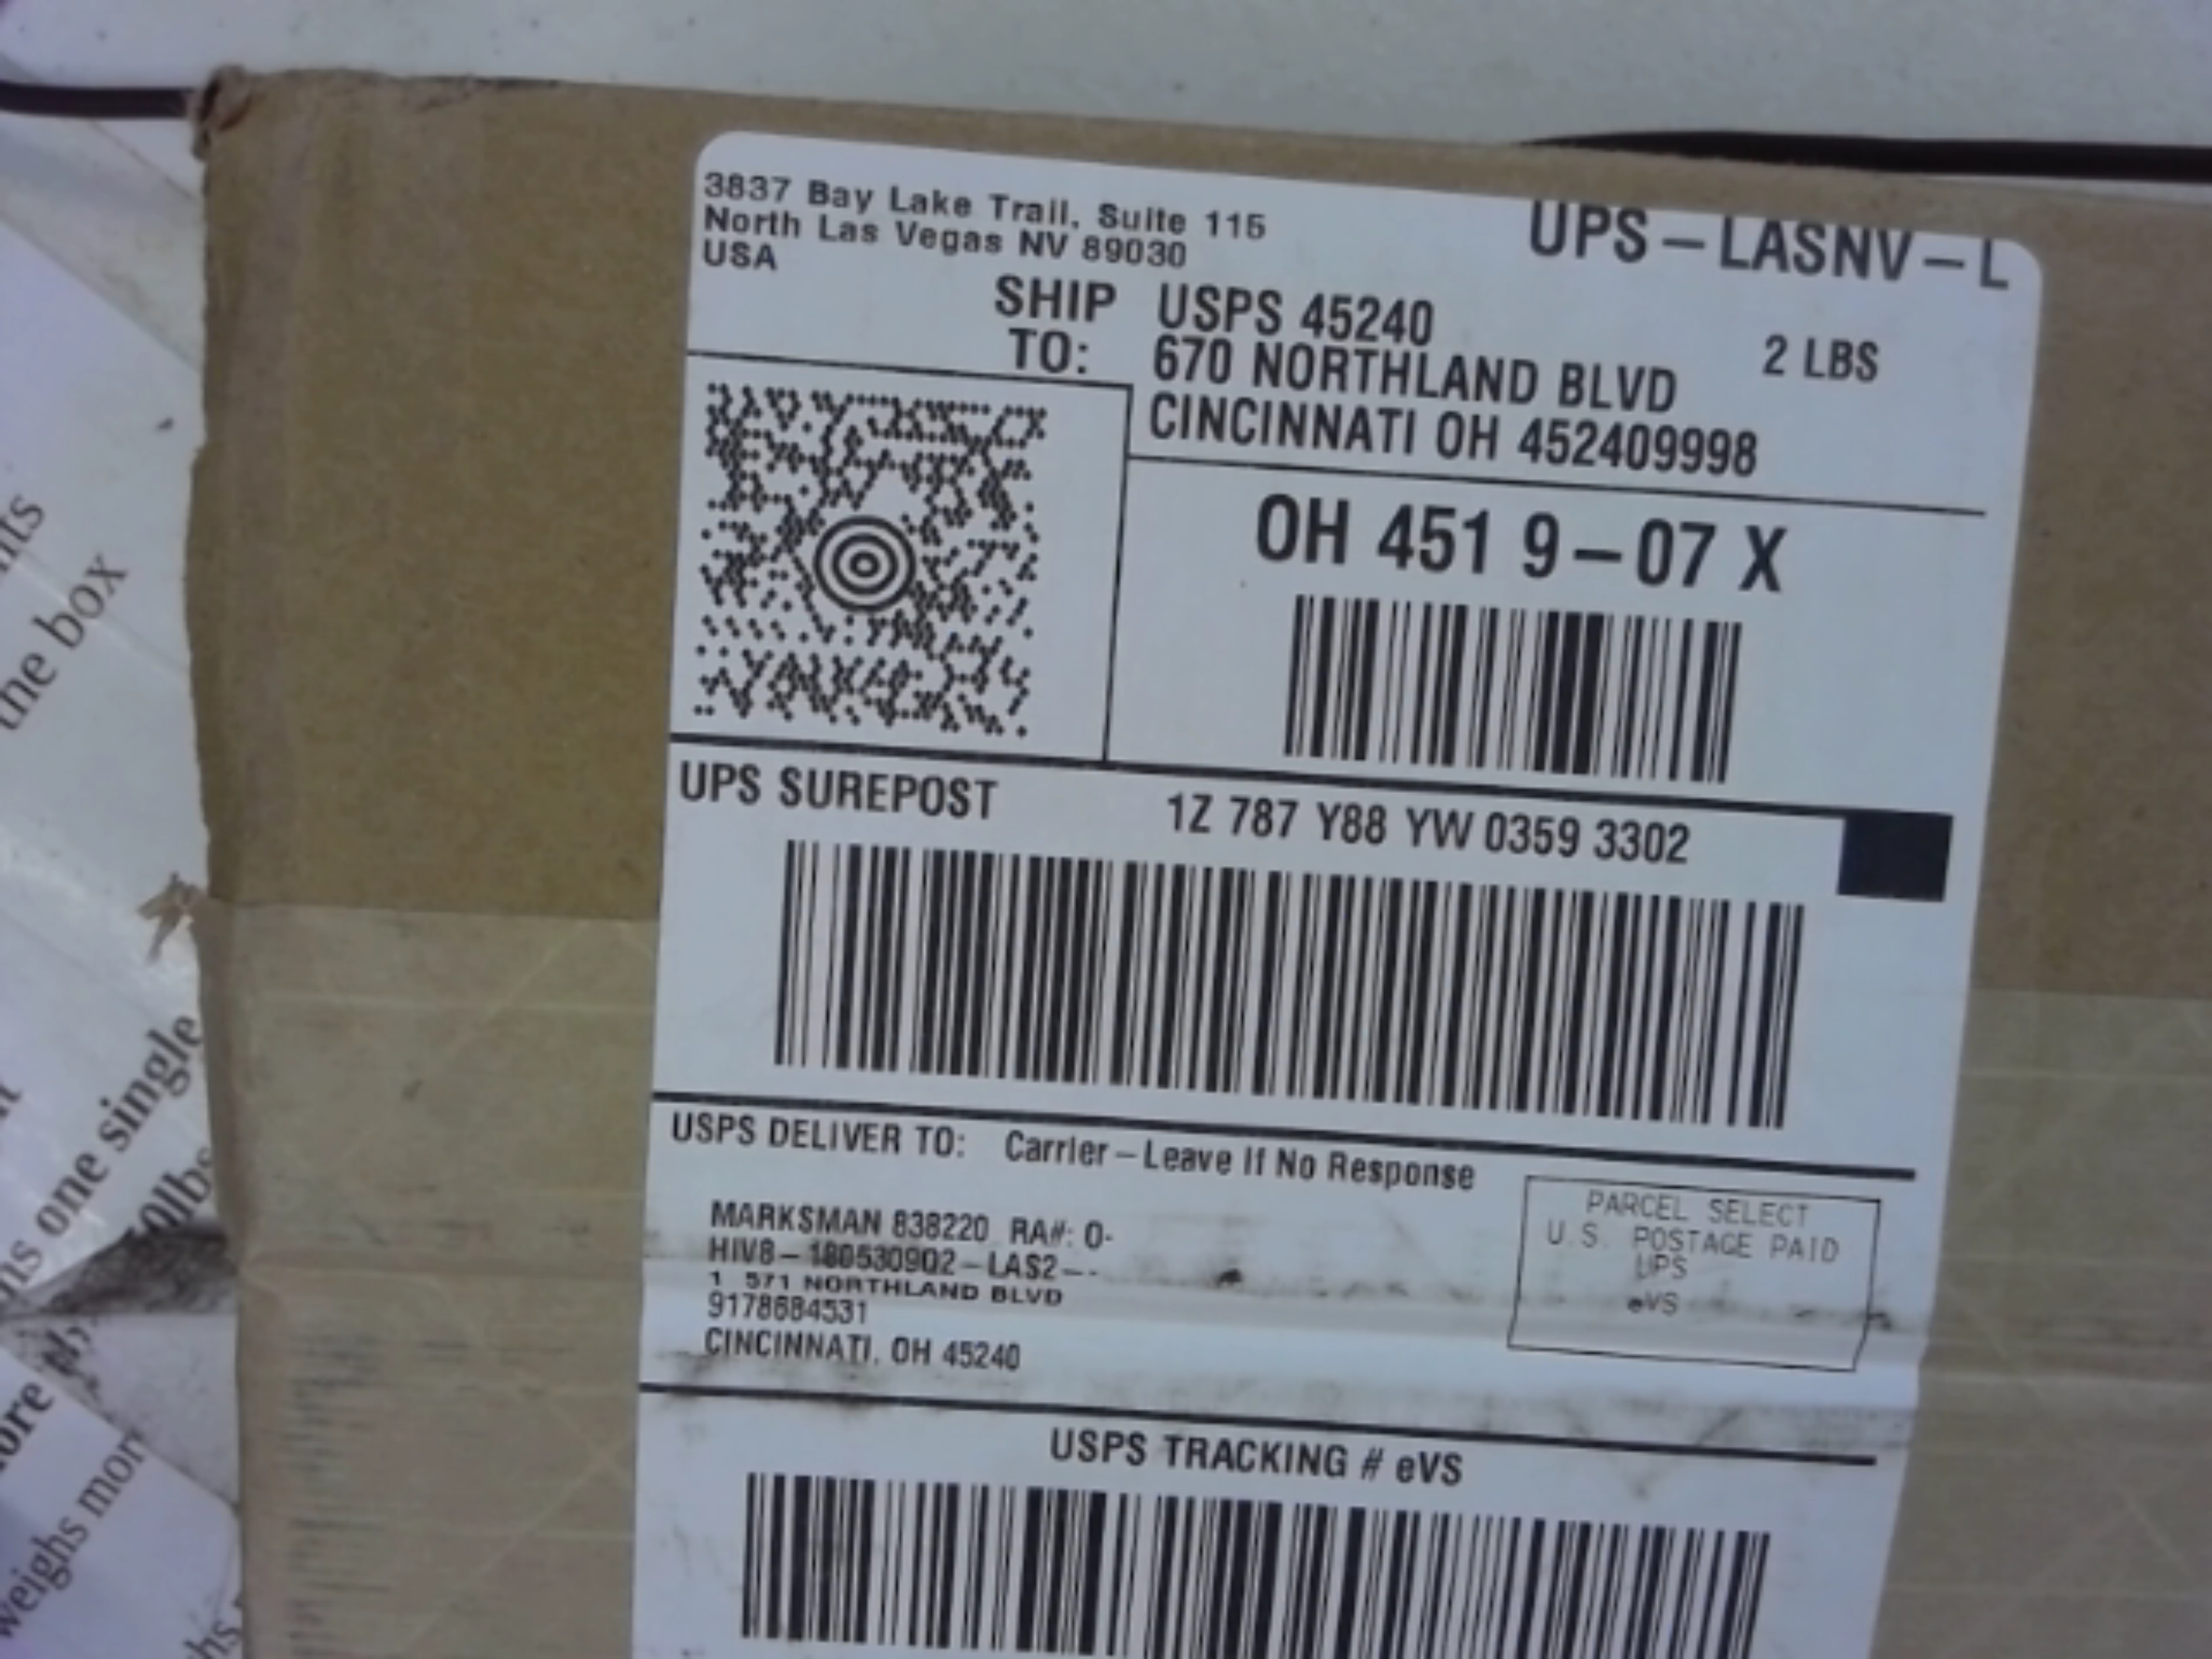 3837 Bay Lake Trail, Suite 115
North Las Vegas NV 89030
USA
UPS – LASNV – L
SHIP TO: USPS 45240
670 NORTHLAND BLVD
CINCINNATI OH 452409998
2 LBS
OH 451 9 – 07 X
UPS SUREPOST
1Z 787 Y88 YW 0359 3302
USPS DELIVER TO: Carrier – Leave If No Response
MARKSMAN 838220 RA#: 0-
HIV8 – 180530902 – LAS2 – -
1 571 NORTHLAND BLVD
9178684531
CINCINNATI, OH 45240
PARCEL SELECT
U.S. POSTAGE PAID
UPS
eVS
USPS TRACKING # eVS
the box
one single
weighs